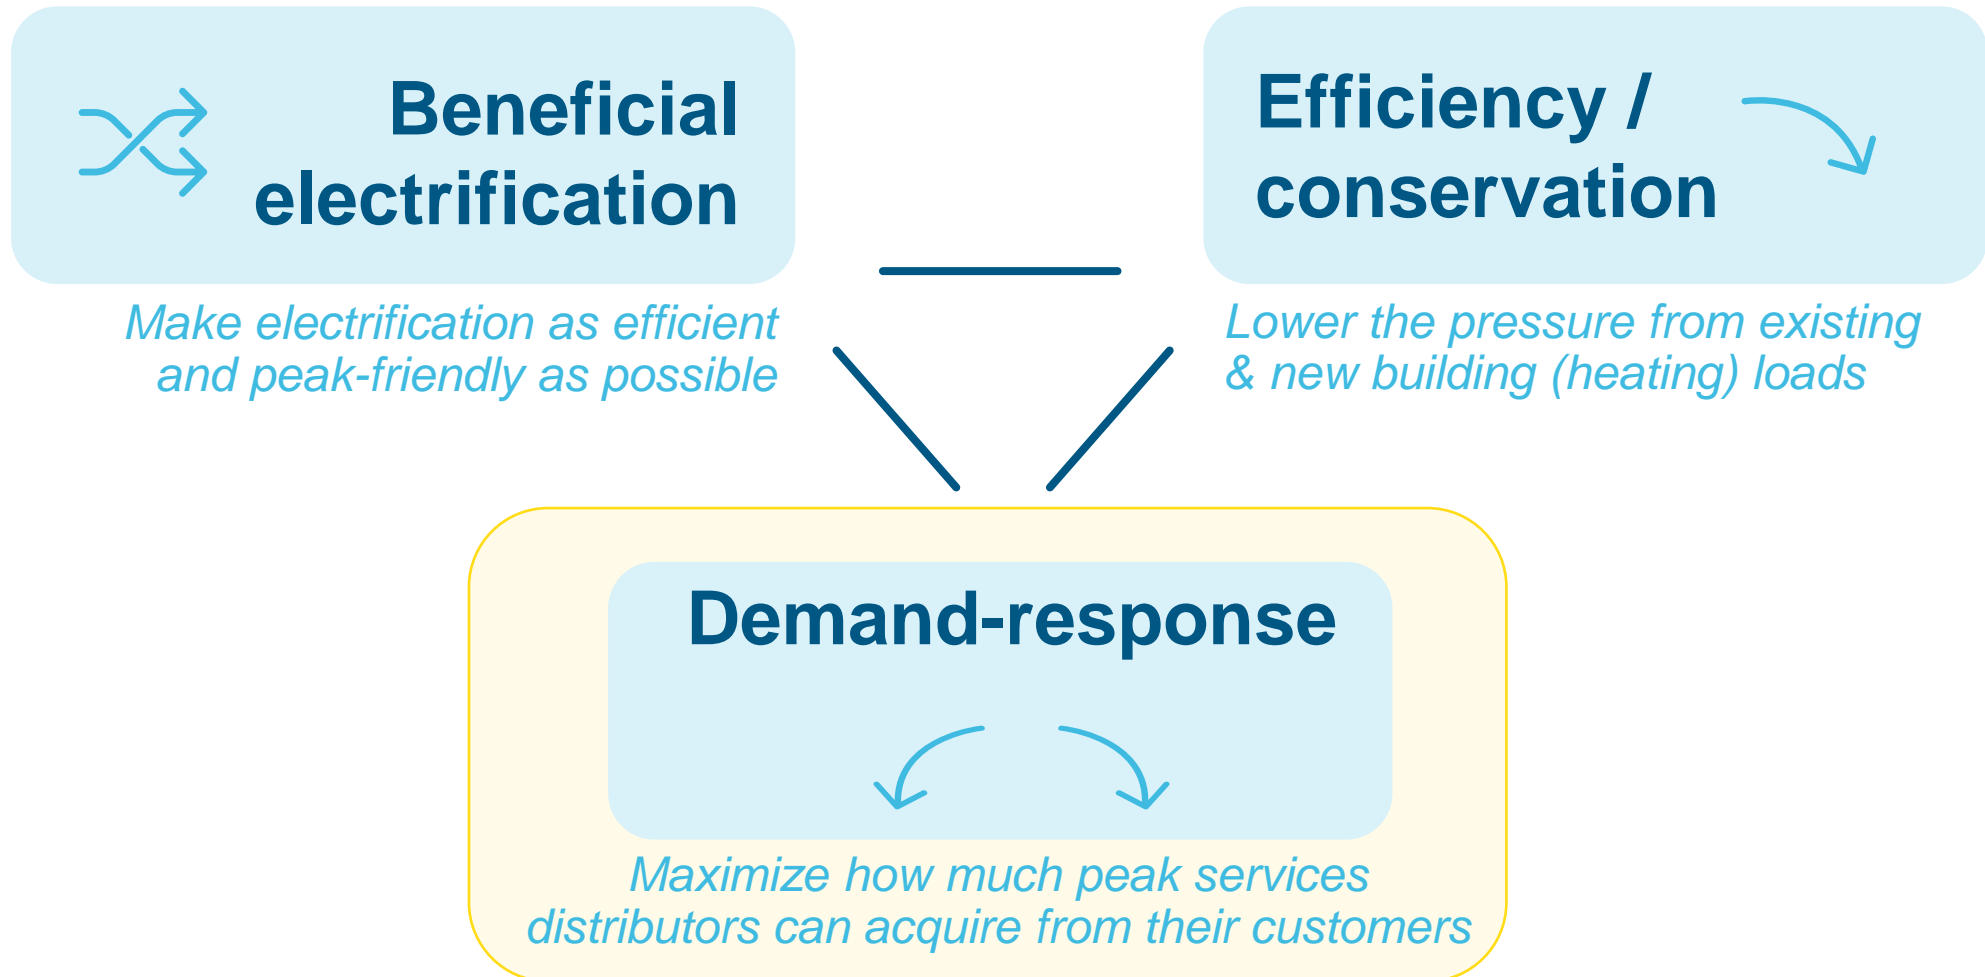 Beneficial
electrification
Make electrification as efficient
and peak-friendly as possible
Efficiency /
conservation
Lower the pressure from existing
& new building (heating) loads
Demand-response
Maximize how much peak services
distributors can acquire from their customers